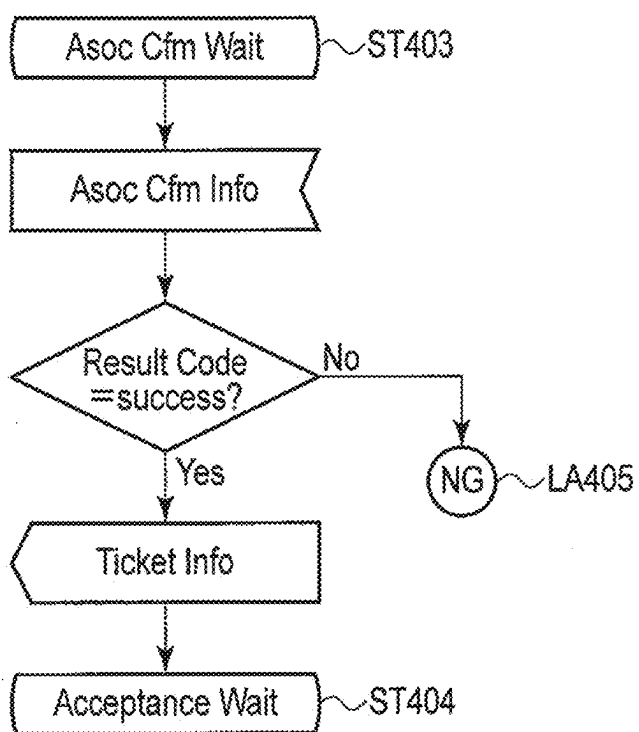 Asoc Cfm Wait ST403
Asoc Cfm Info
Result Code
=success?
No
Yes
NG LA405
Ticket Info
Acceptance Wait ST404